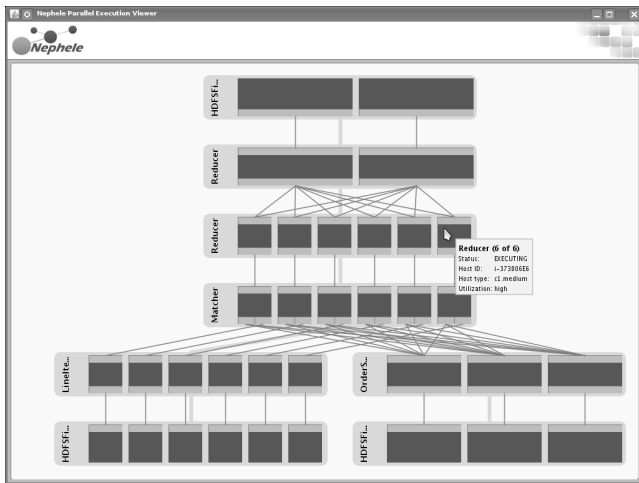 Nephele Parallel Execution Viewer
Nephele
HDFSFi...
Reducer
Reducer
Reducer (6 of 6)
Status: EXECUTING
Host ID: i-373806E6
Host type: c1.medium
Utilization: high
Matcher
LineIte...
OrderS...
HDFSFi...
HDFSFi...